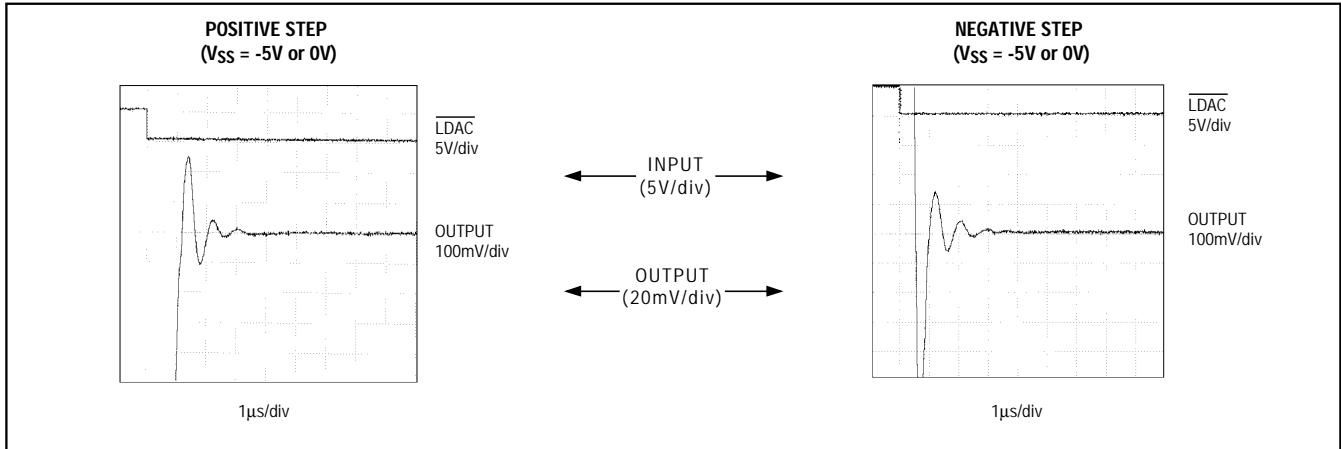 POSITIVE STEP
(VSS = -5V or 0V)
LDAC
5V/div
OUTPUT
100mV/div
1µs/div
INPUT
(5V/div)
OUTPUT
(20mV/div)
NEGATIVE STEP
(VSS = -5V or 0V)
LDAC
5V/div
OUTPUT
100mV/div
1µs/div